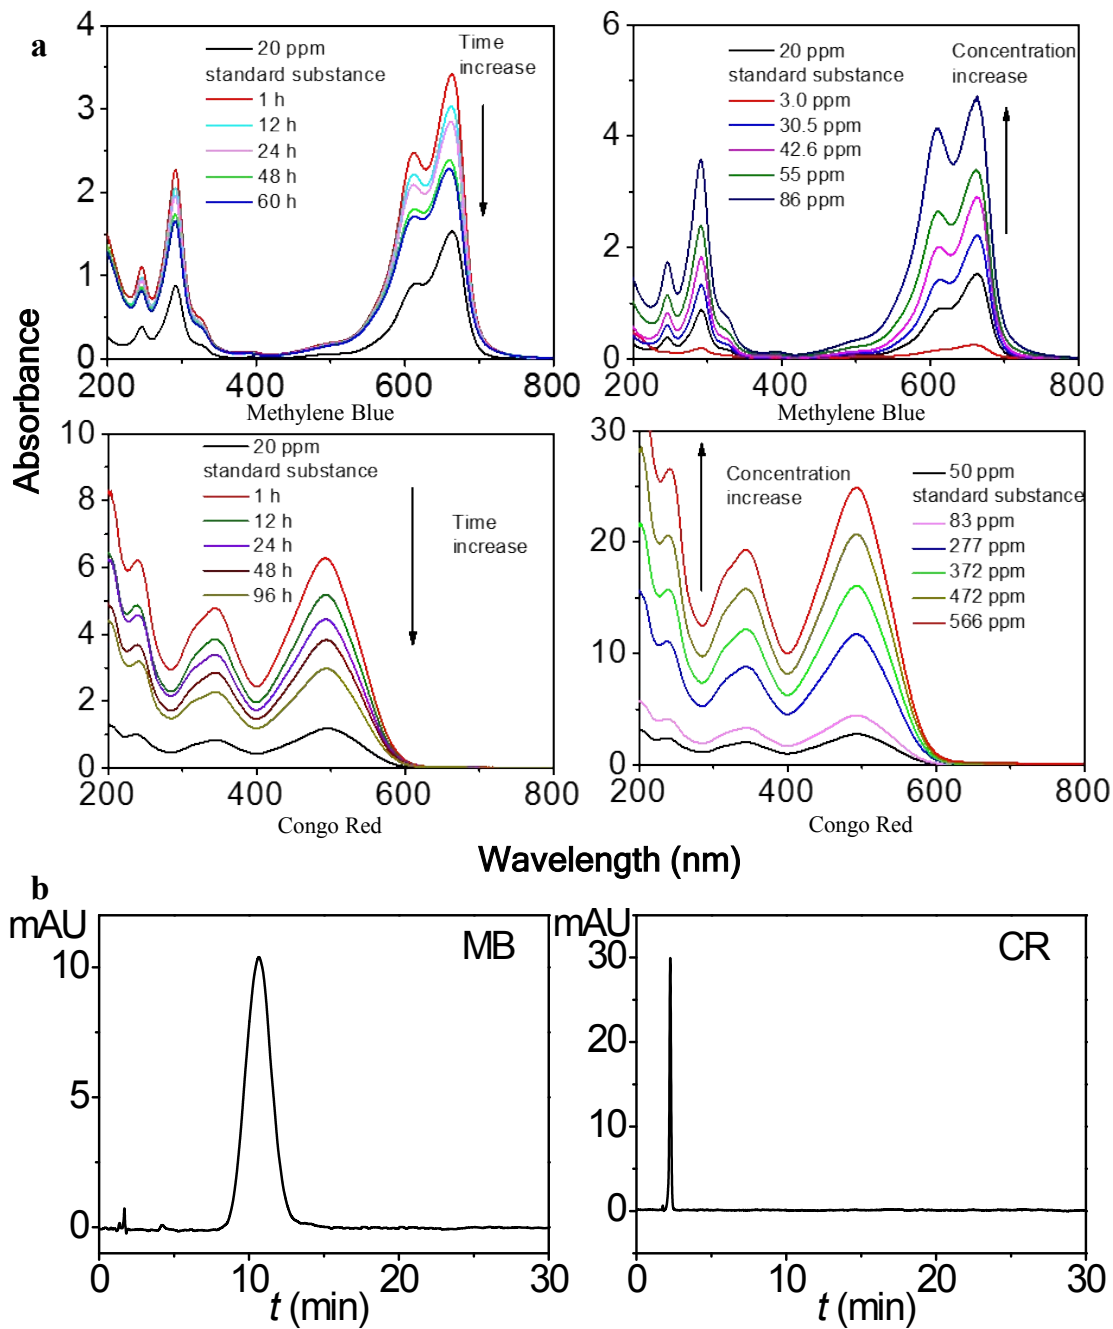 a
Absorbance
4
3
2
1
0
20 ppm
standard substance
1 h
12 h
24 h
48 h
60 h
Time
increase
200 400 600 800
Methylene Blue
6
4
2
0
20 ppm
standard substance
3.0 ppm
30.5 ppm
42.6 ppm
55 ppm
86 ppm
Concentration
increase
200 400 600 800
Methylene Blue
10
8
6
4
2
0
20 ppm
standard substance
1 h
12 h
24 h
48 h
96 h
Time
increase
200 400 600 800
Congo Red
30
20
10
0
Concentration
increase
50 ppm
standard substance
83 ppm
277 ppm
372 ppm
472 ppm
566 ppm
200 400 600 800
Congo Red
Wavelength (nm)
b
mAU
10
5
0
MB
0 10 20 30
t (min)
mAU
30
20
10
0
CR
0 10 20 30
t (min)